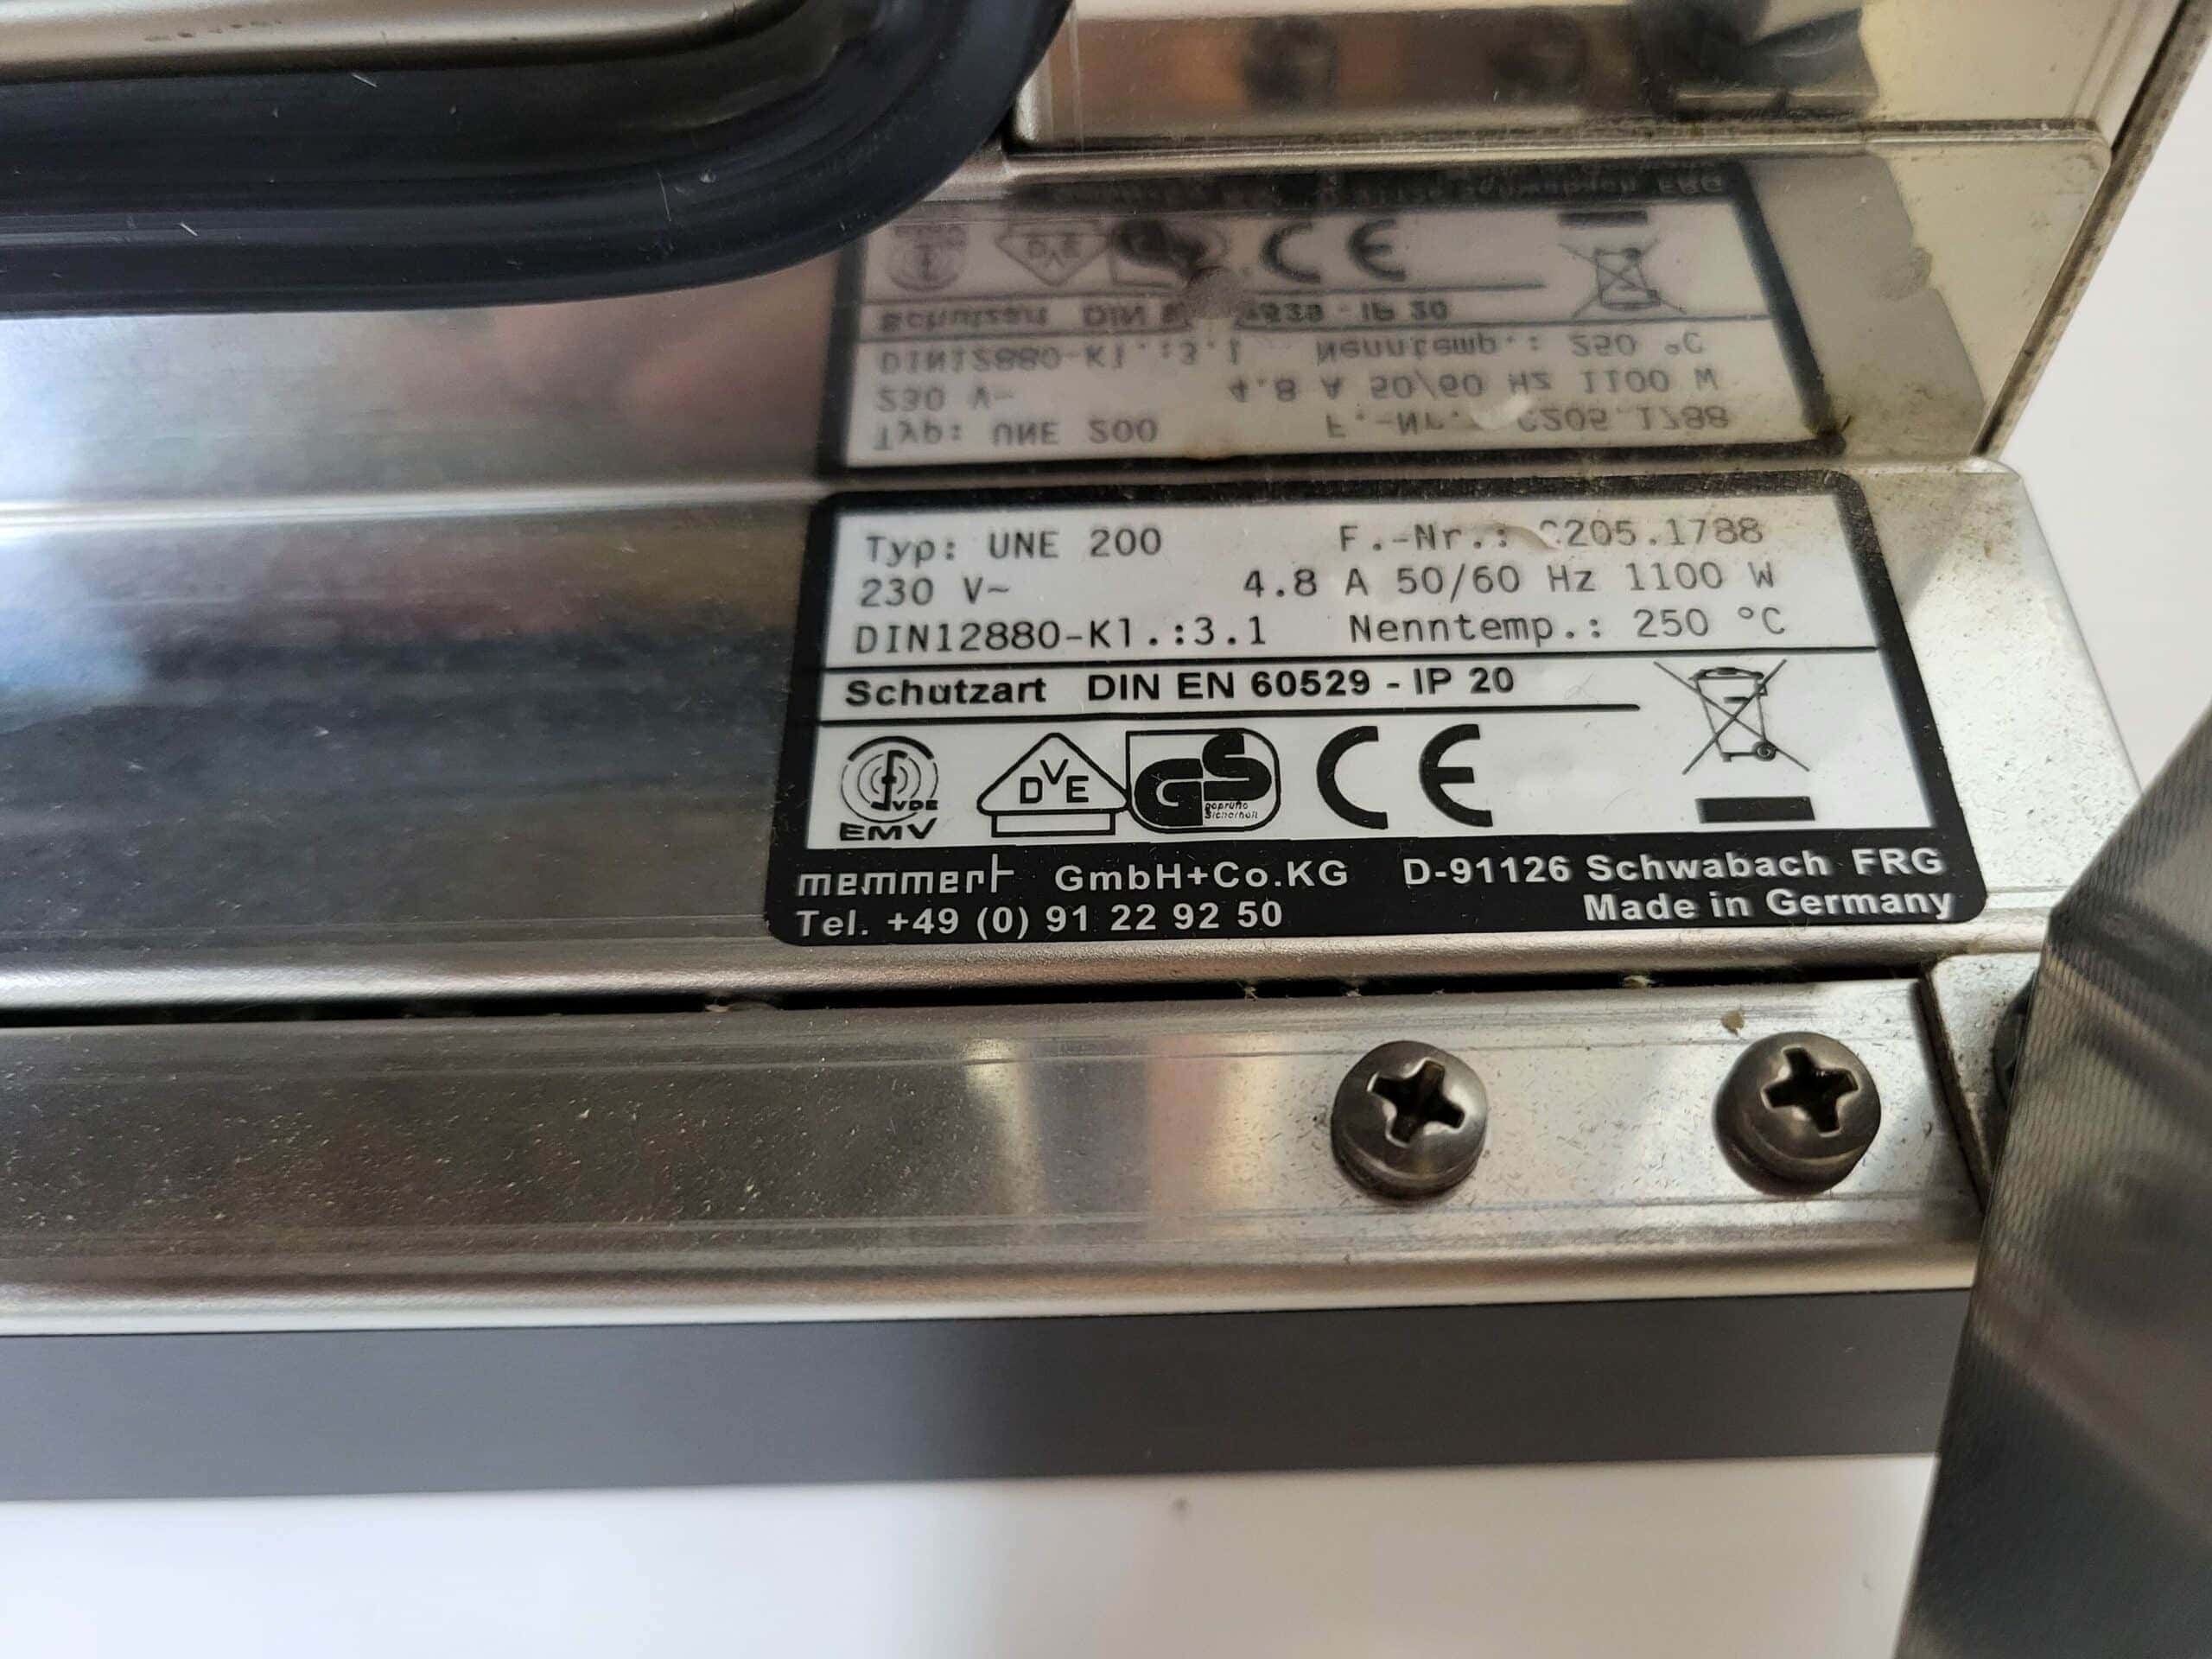 Typ: UNE 200 F.-Nr.: C205.1788
230 V~ 4.8 A 50/60 Hz 1100 W
DIN12880-Kl.:3.1 Nenntemp.: 250 °C
Schutzart DIN EN 60529 - IP 20
VDE
EMV
DVE
GS
geprüfte
Sicherheit
CE
memmert GmbH+Co.KG D-91126 Schwabach FRG
Tel. +49 (0) 91 22 92 50 Made in Germany